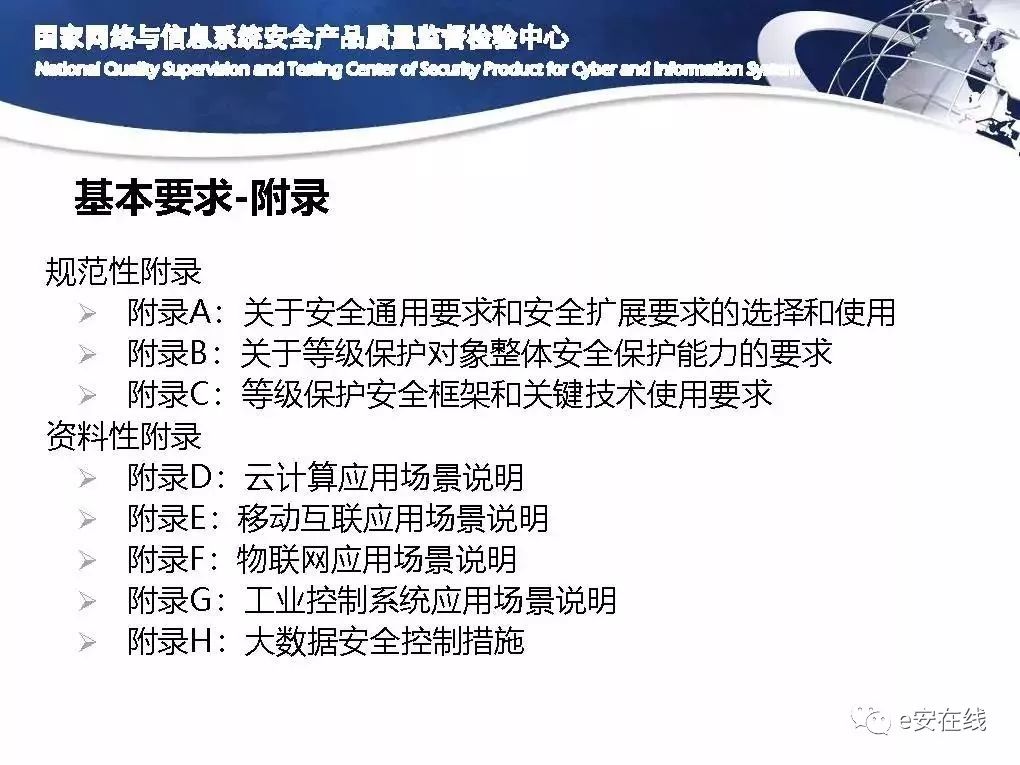 国家网络与信息系统安全产品质量监督检验中心
National Quality Supervision and Testing Center of Security Product for Cyber and Information System
基本要求-附录
规范性附录
附录A：关于安全通用要求和安全扩展要求的选择和使用
附录B：关于等级保护对象整体安全保护能力的要求
附录C：等级保护安全框架和关键技术使用要求
资料性附录
附录D：云计算应用场景说明
附录E：移动互联应用场景说明
附录F：物联网应用场景说明
附录G：工业控制系统应用场景说明
附录H：大数据安全控制措施
e安在线